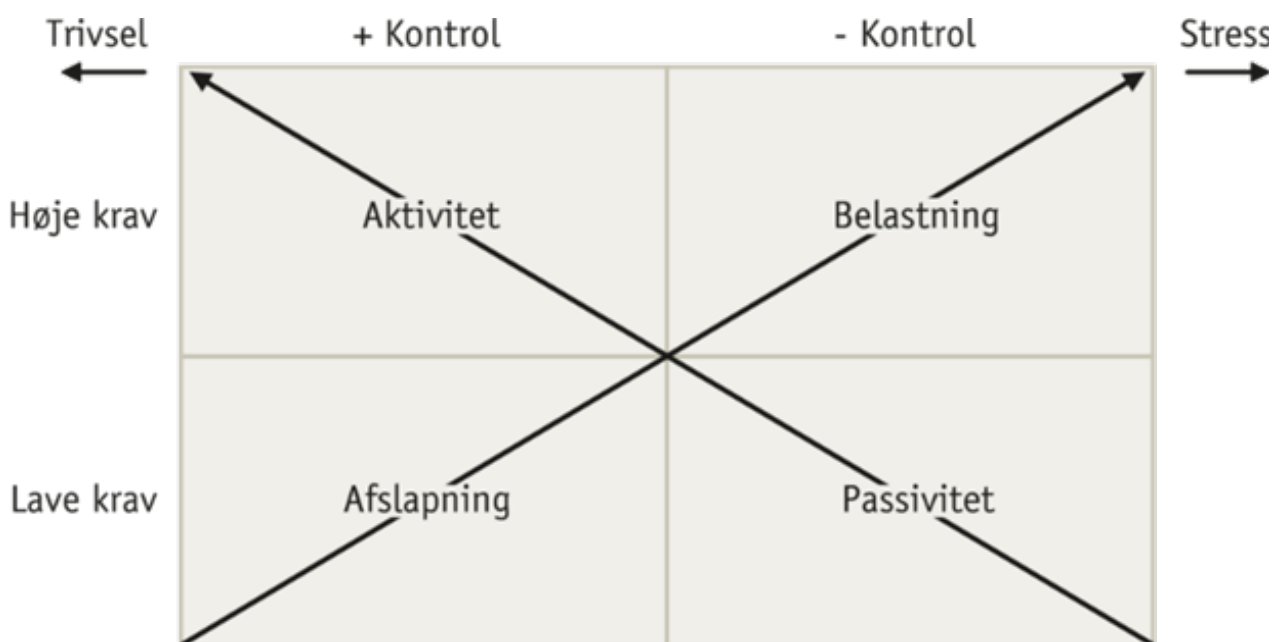 Trivsel + Kontrol - Kontrol Stress
Høje krav Aktivitet Belastning
Lave krav Afslapning Passivitet